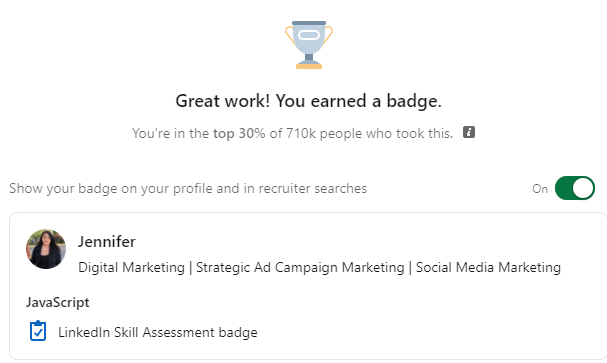 Great work! You earned a badge.
You're in the top 30% of 710k people who took this. i
Show your badge on your profile and in recruiter searches
On
Jennifer
Digital Marketing | Strategic Ad Campaign Marketing | Social Media Marketing
JavaScript
LinkedIn Skill Assessment badge